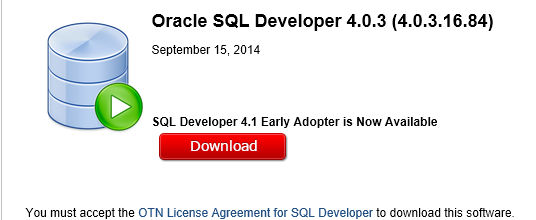 Oracle SQL Developer 4.0.3 (4.0.3.16.84)
September 15, 2014
SQL Developer 4.1 Early Adopter is Now Available
Download
You must accept the OTN License Agreement for SQL Developer to download this software.